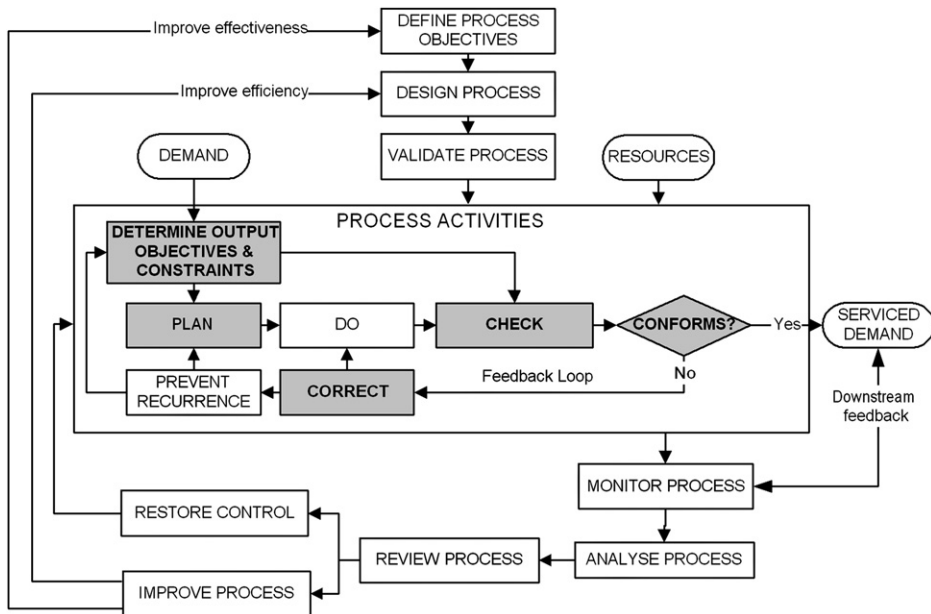 Improve effectiveness
DEFINE PROCESS
OBJECTIVES
Improve efficiency
DESIGN PROCESS
DEMAND
VALIDATE PROCESS
RESOURCES
PROCESS ACTIVITIES
DETERMINE OUTPUT
OBJECTIVES &
CONSTRAINTS
PLAN
DO
CHECK
CONFORMS?
Yes
SERVICED
DEMAND
PREVENT
RECURRENCE
CORRECT
Feedback Loop
No
Downstream
feedback
MONITOR PROCESS
RESTORE CONTROL
REVIEW PROCESS
ANALYSE PROCESS
IMPROVE PROCESS